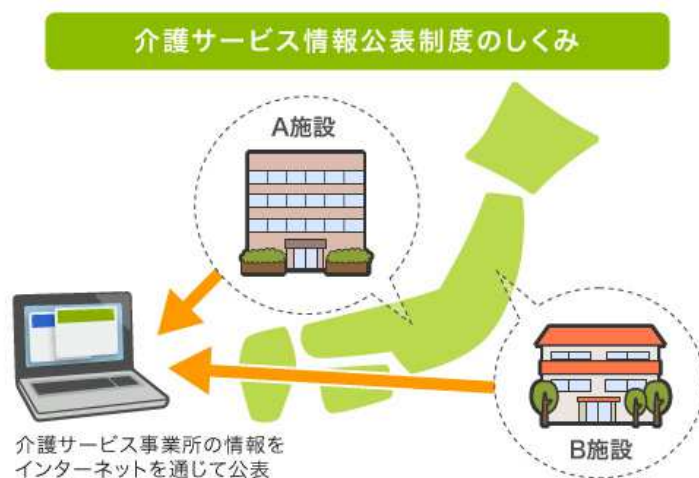 介護サービス情報公表制度のしくみ
A施設
B施設
介護サービス事業所の情報を
インターネットを通じて公表